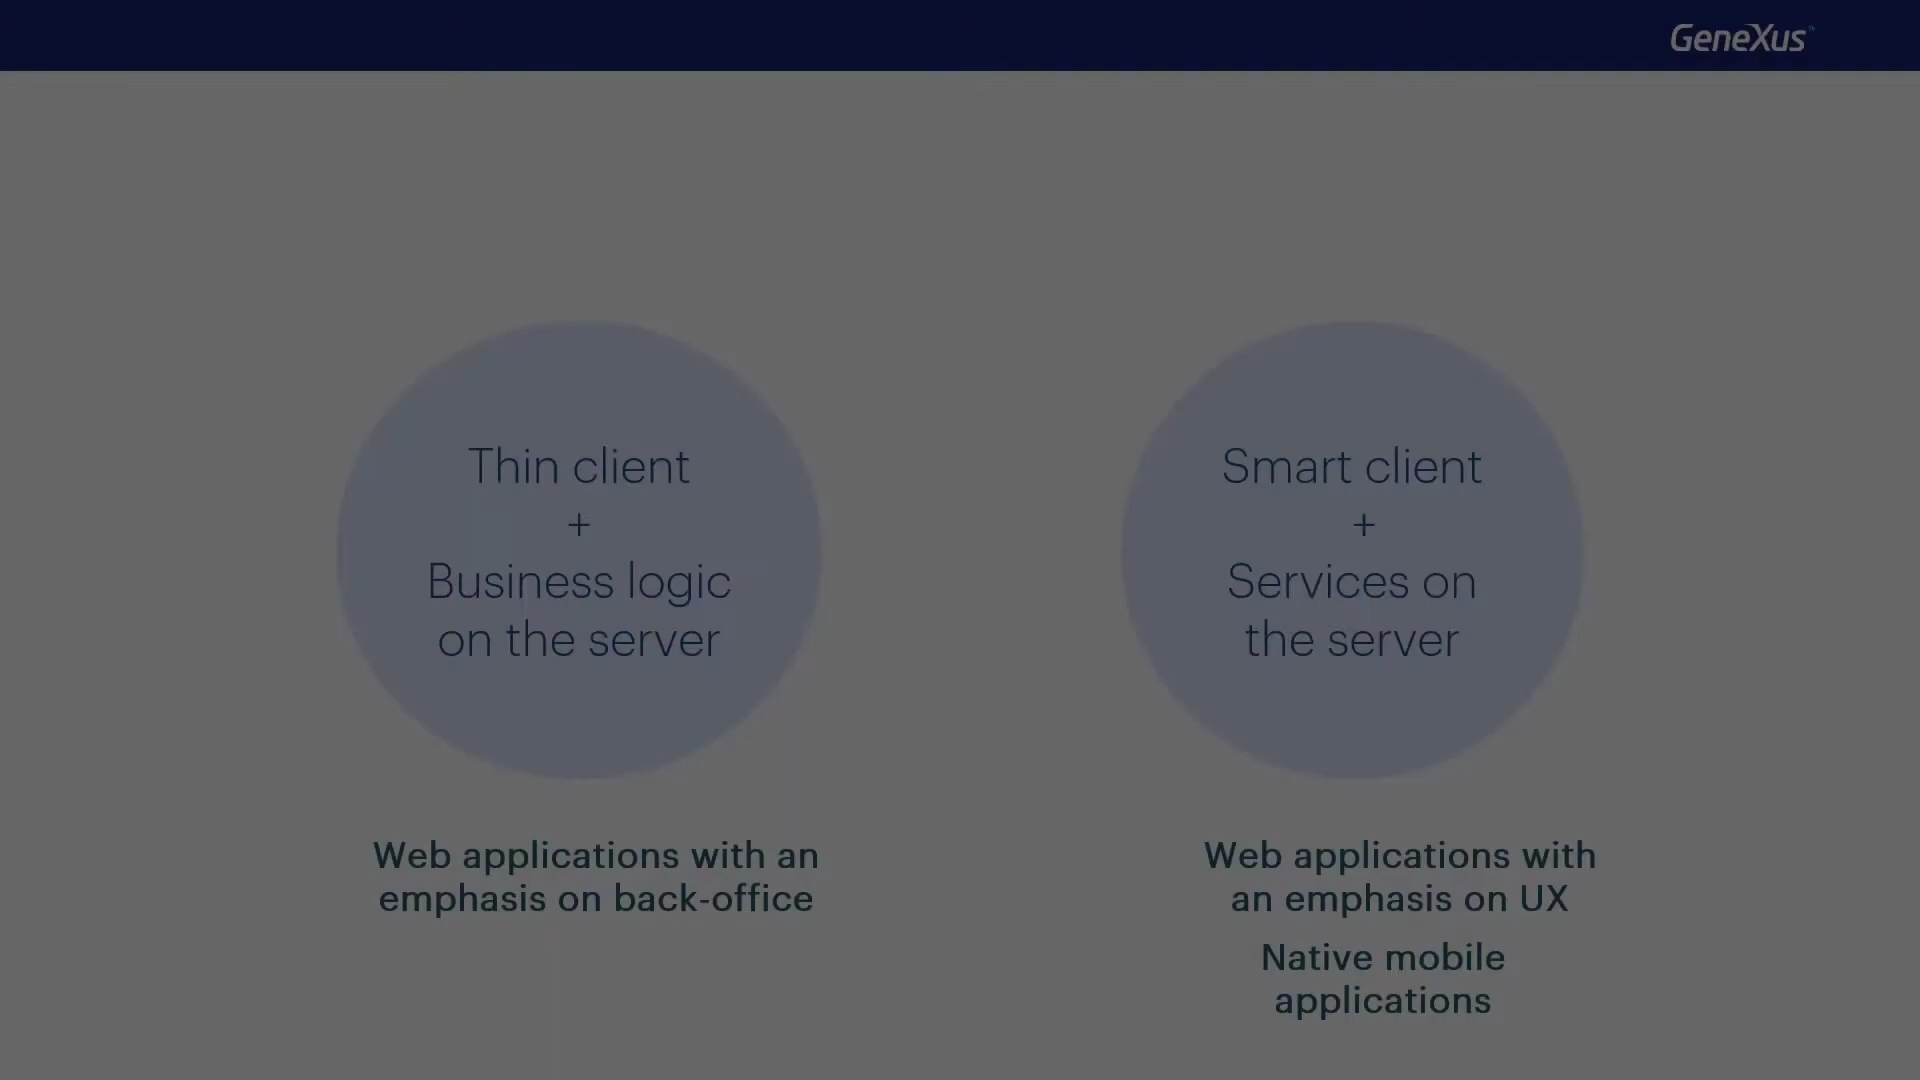 GeneXus™
Thin client
+
Business logic
on the server
Web applications with an
emphasis on back-office
Smart client
+
Services on
the server
Web applications with
an emphasis on UX
Native mobile
applications